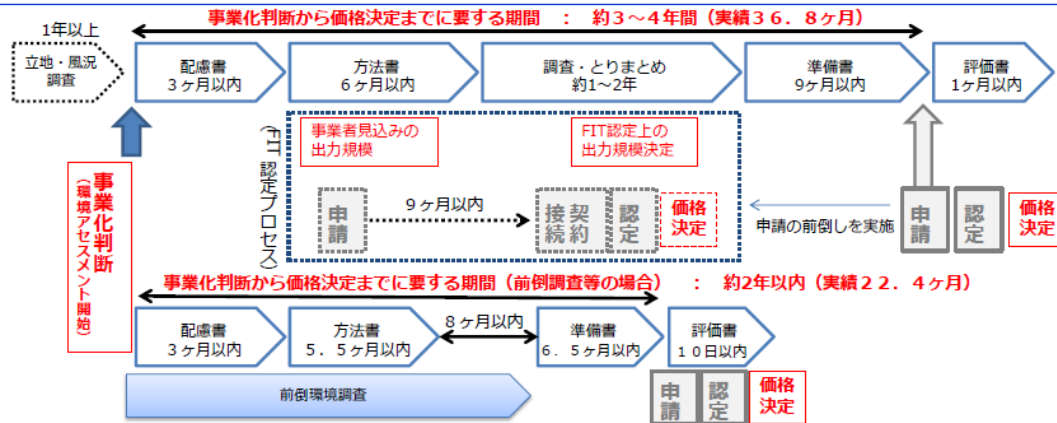 事業化判断から価格決定までに要する期間 ： 約３～４年間（実績３６．８ヶ月）
1年以上
立地・風況
調査
配慮書
３ヶ月以内
方法書
６ヶ月以内
調査・とりまとめ
約1～2年
準備書
9ヶ月以内
評価書
1ヶ月以内
事業化判断
（環境アセスメント開始）
（FIT 認定プロセス）
事業者見込みの
出力規模
FIT認定上の
出力規模決定
申請
９ヶ月以内
接続
契約
認定
価格
決定
申請の前倒しを実施
申請
認定
価格
決定
事業化判断から価格決定までに要する期間（前倒調査等の場合） ： 約2年以内（実績２２．４ヶ月）
配慮書
３ヶ月以内
方法書
５．５ヶ月以内
８ヶ月以内
準備書
６．５ヶ月以内
評価書
１０日以内
前倒環境調査
申請
認定
価格
決定